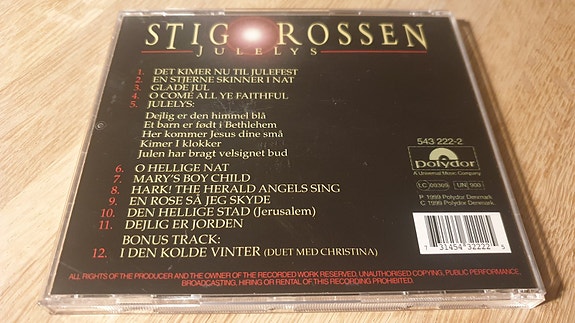 STIG ROSSEN
JULELYS
1. DET KIMER NU TIL JULEFEST
2. EN STJERNE SKINNER I NAT
3. GLADE JUL
4. O COME ALL YE FAITHFUL
5. JULELYS:
Dejlig er den himmel blå
Et barn er født i Bethlehem
Her kommer Jesus dine små
Kimer I klokker
Julen har bragt velsignet bud
6. O HELLIGE NAT
7. MARY'S BOY CHILD
8. HARK! THE HERALD ANGELS SING
9. EN ROSE SÅ JEG SKYDE
10. DEN HELLIGE STAD (Jerusalem)
11. DEJLIG ER JORDEN
BONUS TRACK:
12. I DEN KOLDE VINTER (DUET MED CHRISTINA)
543 222-2
polydor
A Universal Music Company
LC 00309 UN 900
P 1999 Polydor Denmark
C 1999 Polydor Denmark
7 31454 32222 5
ALL RIGHTS OF THE PRODUCER AND THE OWNER OF THE RECORDED WORK RESERVED. UNAUTHORISED COPYING, PUBLIC PERFORMANCE,
BROADCASTING, HIRING OR RENTAL OF THIS RECORDING PROHIBITED.